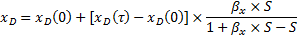 x_D = x_D(0) + [x_D(τ) − x_D(0)] × (β_x × S)/(1 + β_x × S − S)